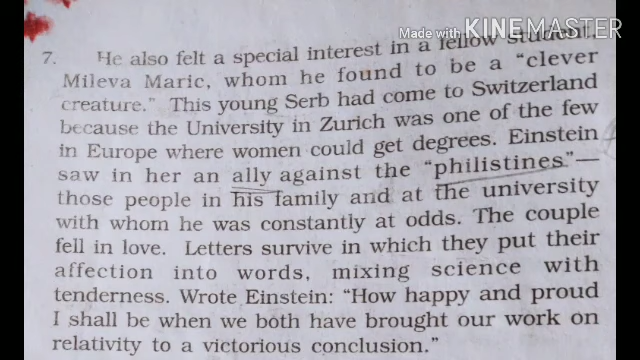 Made with KINEMASTER
7. He also felt a special interest in a fellow student,
Mileva Maric, whom he found to be a “clever
creature.” This young Serb had come to Switzerland
because the University in Zurich was one of the few
in Europe where women could get degrees. Einstein
saw in her an ally against the “philistines”—
those people in his family and at the university
with whom he was constantly at odds. The couple
fell in love. Letters survive in which they put their
affection into words, mixing science with
tenderness. Wrote Einstein: “How happy and proud
I shall be when we both have brought our work on
relativity to a victorious conclusion.”